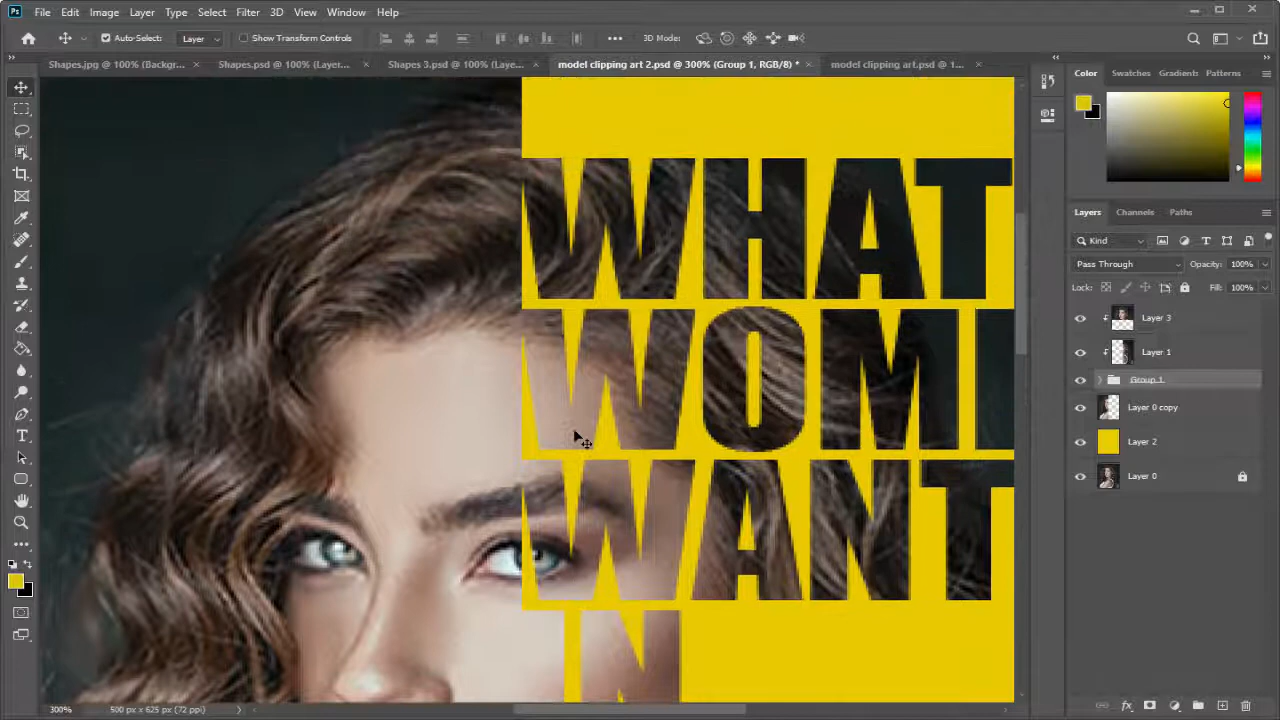 Ps File Edit Image Layer Type Select Filter 3D View Window Help
Auto-Select: Layer Show Transform Controls 3D Mode:
Shapes.jpg @ 100% (Backgr... × Shapes.psd @ 100% (Layer... × Shapes 3.psd @ 100% (Laye... × model clipping art 2.psd @ 300% (Group 1, RGB/8) * × model clipping art.psd @ 1... ×
Color Swatches Gradients Patterns
WHAT
WOM
WANT
IN
Layers Channels Paths
Kind
Pass Through Opacity: 100%
Lock: Fill: 100%
Layer 3
Layer 1
Group 1
Layer 0 copy
Layer 2
Layer 0
300% 500 px x 625 px (72 ppi)